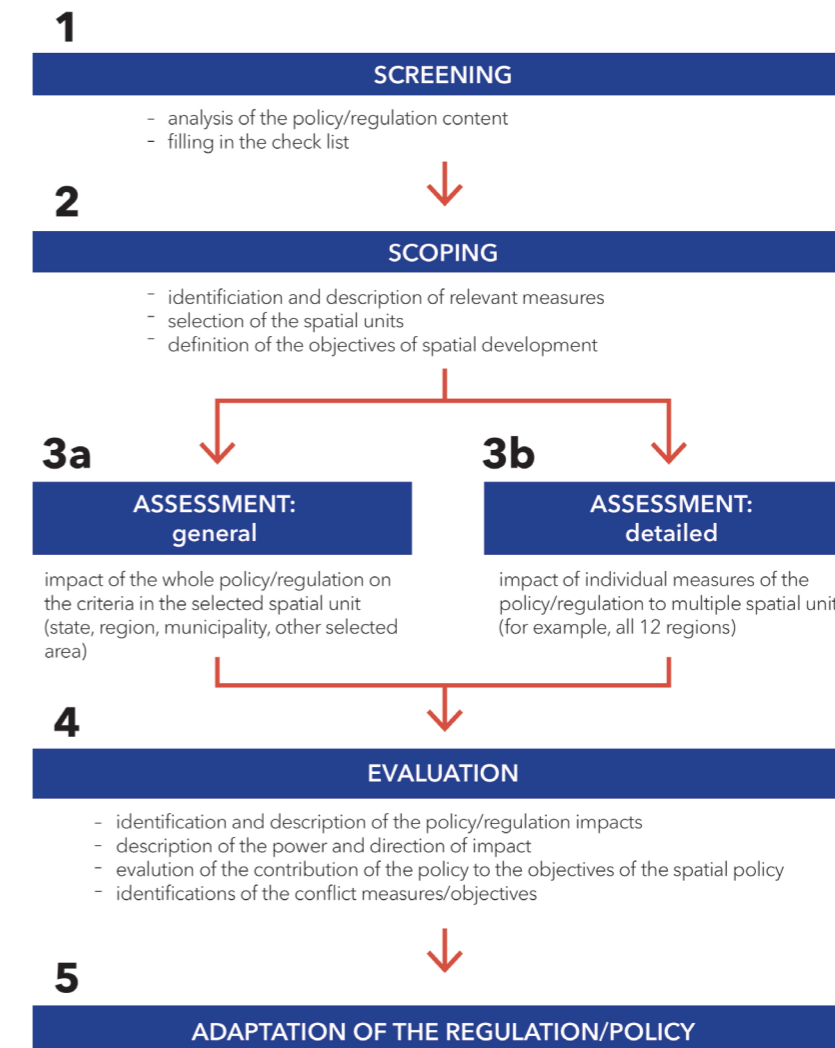 1
SCREENING
- analysis of the policy/regulation content
- filling in the check list
2
SCOPING
- identificiation and description of relevant measures
- selection of the spatial units
- definition of the objectives of spatial development
3a
ASSESSMENT:
general
impact of the whole policy/regulation on
the criteria in the selected spatial unit
(state, region, municipality, other selected
area)
3b
ASSESSMENT:
detailed
impact of individual measures of the
policy/regulation to multiple spatial unit
(for example, all 12 regions)
4
EVALUATION
- identification and description of the policy/regulation impacts
- description of the power and direction of impact
- evalution of the contribution of the policy to the objectives of the spatial policy
- identifications of the conflict measures/objectives
5
ADAPTATION OF THE REGULATION/POLICY